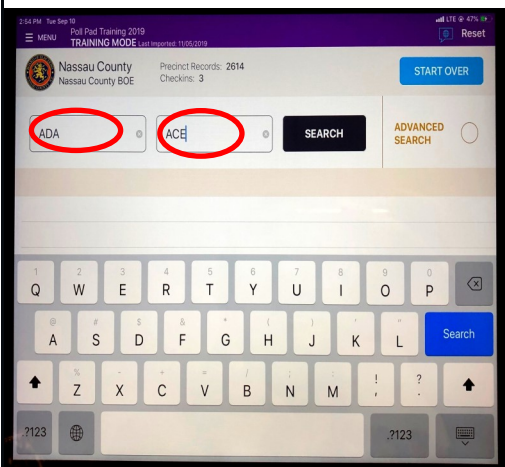 2:54 PM Tue Sep 10
LTE 47%
MENU
Poll Pad Training 2019
TRAINING MODE Last Imported: 11/05/2019
Reset
Nassau County
Nassau County BOE
Precinct Records: 2614
Checkins: 3
START OVER
ADA
ACE
SEARCH
ADVANCED
SEARCH
1 2 3 4 5 6 7 8 9 0
Q W E R T Y U I O P
@ # $ & * ( ) ' "
A S D F G H J K L Search
% - + = / ; : ! ?
Z X C V B N M , .
?123 .?123